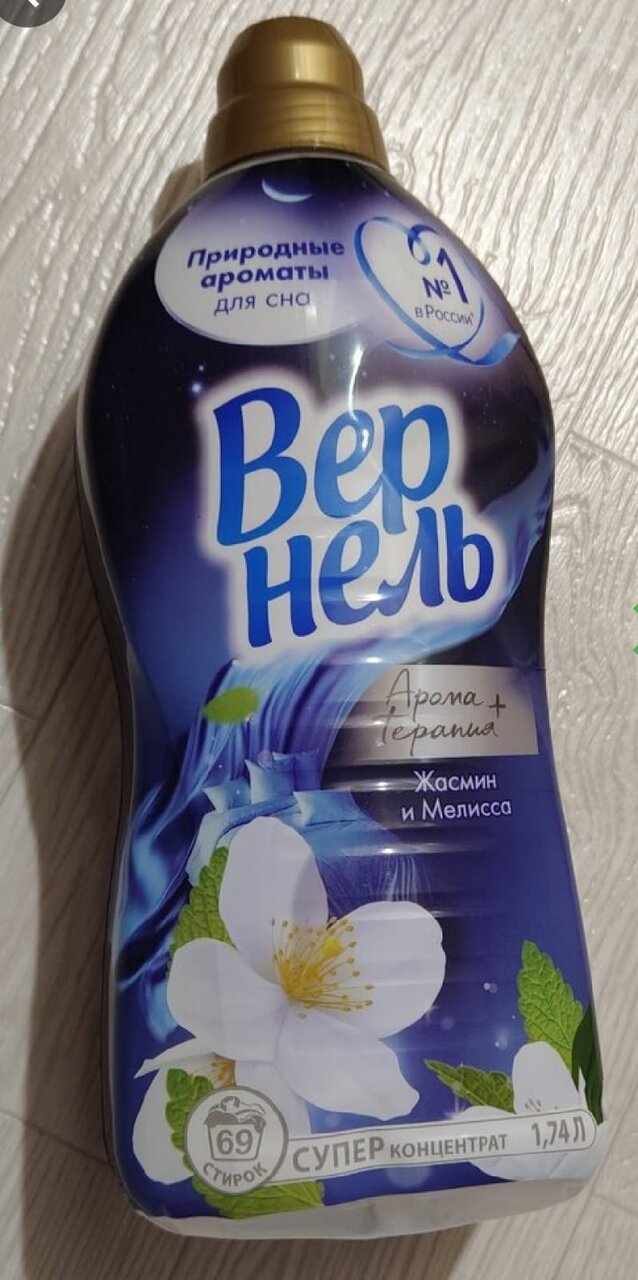 Природные
ароматы
для сна
№1
в России*
Вер
нель
Арома +
Терапия
Жасмин
и Мелисса
69
СТИРОК
СУПЕР КОНЦЕНТРАТ 1,74Л